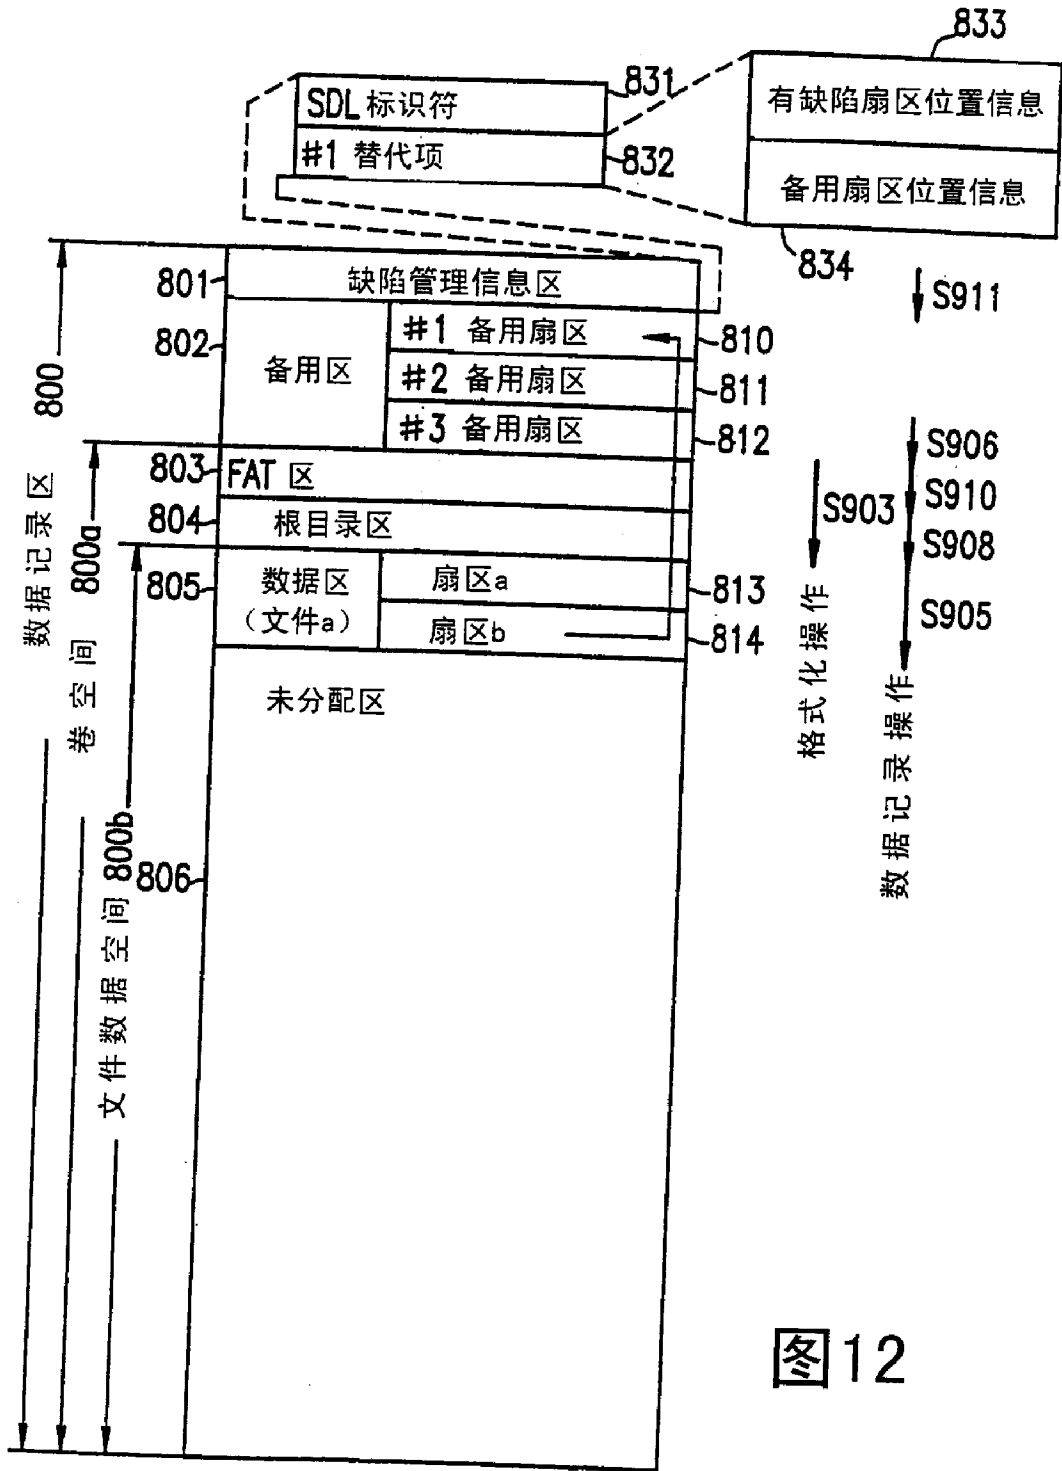 833
831
SDL 标识符
有缺陷扇区位置信息
#1 替代项
832
备用扇区位置信息
834
801
缺陷管理信息区
S911
802
备用区
#1 备用扇区
810
#2 备用扇区
811
#3 备用扇区
812
S906
800
数据记录区
803
FAT 区
S910
800a
卷空间
804
根目录区
S903
格式化操作
S908
805
数据区
(文件a)
扇区a
813
S905
扇区b
814
数据记录操作
未分配区
800b
文件数据空间
806
图12